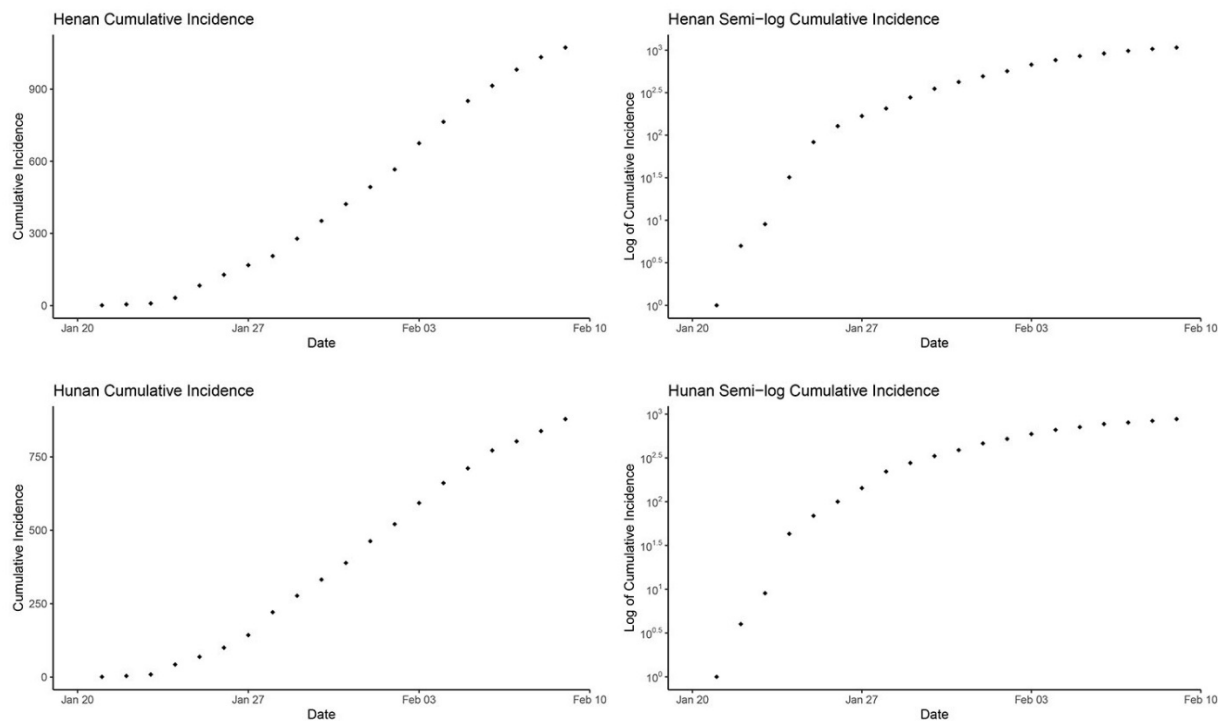 Henan Cumulative Incidence
Cumulative Incidence
900
600
300
0
Jan 20
Jan 27
Feb 03
Feb 10
Date
Henan Semi-log Cumulative Incidence
Log of Cumulative Incidence
10^3
10^2.5
10^2
10^1.5
10^1
10^0.5
10^0
Jan 20
Jan 27
Feb 03
Feb 10
Date
Hunan Cumulative Incidence
Cumulative Incidence
750
500
250
0
Jan 20
Jan 27
Feb 03
Feb 10
Date
Hunan Semi-log Cumulative Incidence
Log of Cumulative Incidence
10^3
10^2.5
10^2
10^1.5
10^1
10^0.5
10^0
Jan 20
Jan 27
Feb 03
Feb 10
Date